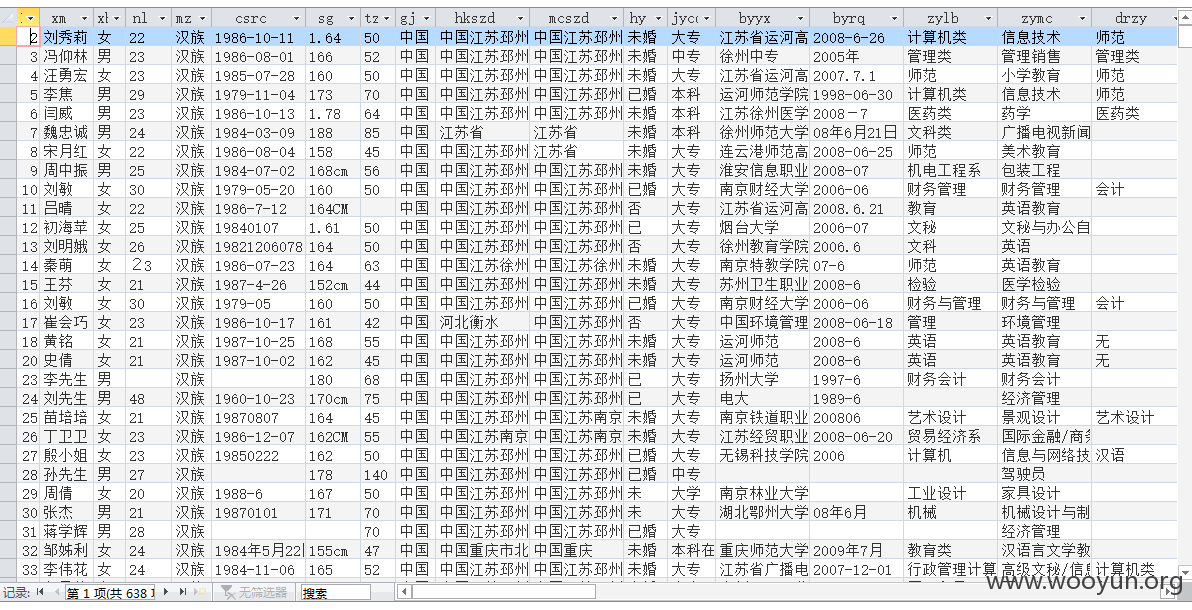 xm xł nl mz csrc sg tz gj hkszd mcszd hy jyc byyx byrq zylb zymc drzy
2 刘秀莉 女 22 汉族 1986-10-11 1.64 50 中国 中国江苏邳州 中国江苏邳州 未婚 大专 江苏省运河高 2008-6-26 计算机类 信息技术 师范
3 冯仰林 男 23 汉族 1986-08-01 166 52 中国 中国江苏邳州 中国江苏邳州 未婚 中专 徐州中专 2005年 管理类 管理销售 管理类
4 汪勇宏 女 23 汉族 1985-07-28 160 50 中国 中国江苏邳州 中国江苏邳州 未婚 大专 江苏省运河高 2007.7.1 师范 小学教育 师范
5 李焦 男 29 汉族 1979-11-04 173 70 中国 中国江苏邳州 中国江苏邳州 已婚 本科 运河师范学院 1998-06-30 计算机类 信息技术 师范
6 闫威 男 23 汉族 1986-10-13 1.78 64 中国 中国江苏邳州 中国江苏邳州 未婚 本科 江苏徐州医学 2008－7 医药类 药学 医药类
7 魏忠诚 男 24 汉族 1984-03-09 188 85 中国 江苏省 江苏省 未婚 本科 徐州师范大学 08年6月21日 文科类 广播电视新闻
8 宋月红 女 22 汉族 1986-08-04 158 45 中国 中国江苏邳州 江苏省 未婚 大专 连云港师范高 2008-06-25 师范 美术教育
9 周中振 男 25 汉族 1984-07-02 168cm 56 中国 中国江苏邳州 中国江苏邳州 未婚 大专 淮安信息职业 2008-07 机电工程系 包装工程
10 刘敏 女 30 汉族 1979-05-20 160 50 中国 中国江苏邳州 中国江苏邳州 已婚 大专 南京财经大学 2006-06 财务管理 财务管理 会计
11 吕晴 女 22 汉族 1986-7-12 164CM 中国 中国江苏邳州 中国江苏邳州 否 大专 江苏省运河高 2008.6.21 教育 英语教育
12 初海苹 女 25 汉族 19840107 1.61 50 中国 中国江苏邳州 中国江苏邳州 已 大专 烟台大学 2006-07 文秘 文秘与办公自
13 刘明娥 女 26 汉族 19821206078 164 50 中国 中国江苏邳州 中国江苏邳州 否 大专 徐州教育学院 2006.6 文科 英语
14 秦萌 女 ２3 汉族 1986-07-23 164 63 中国 中国江苏徐州 中国江苏徐州 未婚 大专 南京特教学院 07-6 师范 英语教育
15 王芬 女 21 汉族 1987-4-26 152cm 44 中国 中国江苏邳州 中国江苏邳州 未婚 大专 苏州卫生职业 2008-6 检验 医学检验
16 刘敏 女 30 汉族 1979-05 160 50 中国 中国江苏邳州 中国江苏邳州 已婚 大专 南京财经大学 2006-06 财务与管理 财务与管理 会计
17 崔会巧 女 23 汉族 1986-10-17 161 42 中国 河北衡水 中国江苏邳州 否 大专 中国环境管理 2008-06-18 管理 环境管理
18 黄铭 女 21 汉族 1987-10-25 168 55 中国 中国江苏邳州 中国江苏邳州 未婚 大专 运河师范 2008-6 英语 英语教育 无
20 史倩 女 21 汉族 1987-10-02 162 45 中国 中国江苏邳州 中国江苏邳州 未婚 大专 运河师范 2008-6 英语 英语教育 无
23 李先生 男 汉族 180 68 中国 中国江苏邳州 中国江苏邳州 已 大专 扬州大学 1997-6 财务会计 财务会计
24 刘先生 男 48 汉族 1960-10-23 170cm 75 中国 中国江苏邳州 中国江苏邳州 已 大专 电大 1989-6 经济管理
25 苗培培 女 21 汉族 19870807 164 45 中国 中国江苏邳州 中国江苏南京 未婚 大专 南京铁道职业 200806 艺术设计 景观设计 艺术设计
26 丁卫卫 女 23 汉族 1986-12-07 162CM 55 中国 中国江苏南京 中国江苏南京 未婚 大专 江苏经贸职业 2008-06-20 贸易经济系 国际金融/商务
27 殷小姐 女 23 汉族 19850222 162 50 中国 中国江苏邳州 中国江苏邳州 已婚 大专 无锡科技学院 2006 计算机 信息与网络技 汉语
28 孙先生 男 27 汉族 178 140 中国 中国江苏邳州 中国江苏邳州 已婚 中专 驾驶员
29 周倩 女 20 汉族 1988-6 167 50 中国 中国江苏邳州 中国江苏邳州 未 大学 南京林业大学 工业设计 家具设计
30 张杰 男 21 汉族 19870101 171 70 中国 中国江苏邳州 中国江苏邳州 未 大专 湖北鄂州大学 08年6月 机械 机械设计与制
31 蒋学辉 男 28 汉族 70 中国 中国江苏邳州 中国江苏邳州 已婚 大专 经济管理
32 邹姊利 女 24 汉族 1984年5月22 155cm 47 中国 中国重庆市北 中国重庆 未婚 本科在 重庆师范大学 2009年7月 教育类 汉语言文学教
33 李伟花 女 24 汉族 1984-11-06 165 52 中国 中国江苏邳州 中国江苏邳州 未婚 大专 江苏省广播电 2007-12-01 行政管理计算 高级文秘/信息 计算机
记录: 第 1 项(共 638 项 无筛选器 搜索
www.wooyun.org